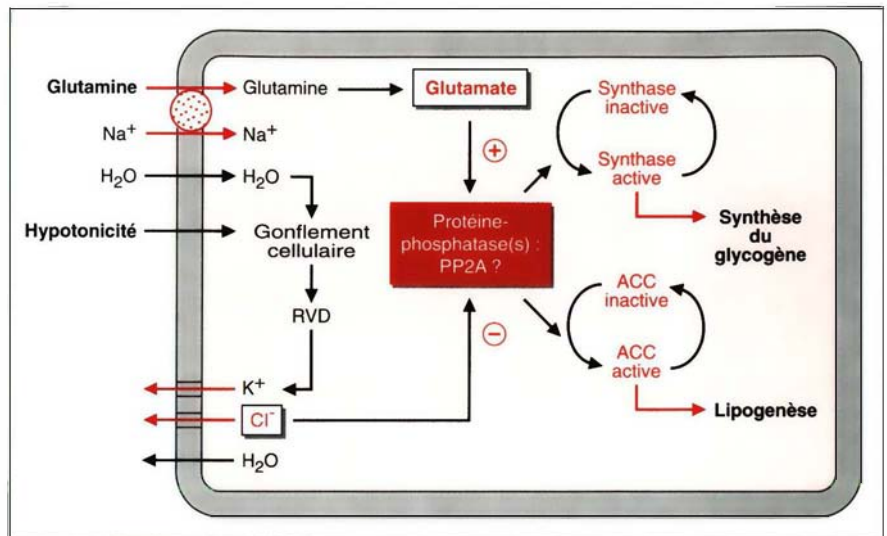 Glutamine
Glutamine
Glutamate
Na⁺
Na⁺
H₂O
H₂O
Hypotonicité
Gonflement
cellulaire
RVD
K⁺
Cl⁻
H₂O
+
Protéine-
phosphatase(s) :
PP2A ?
−
Synthase
inactive
Synthase
active
Synthèse
du
glycogène
ACC
inactive
ACC
active
Lipogenèse